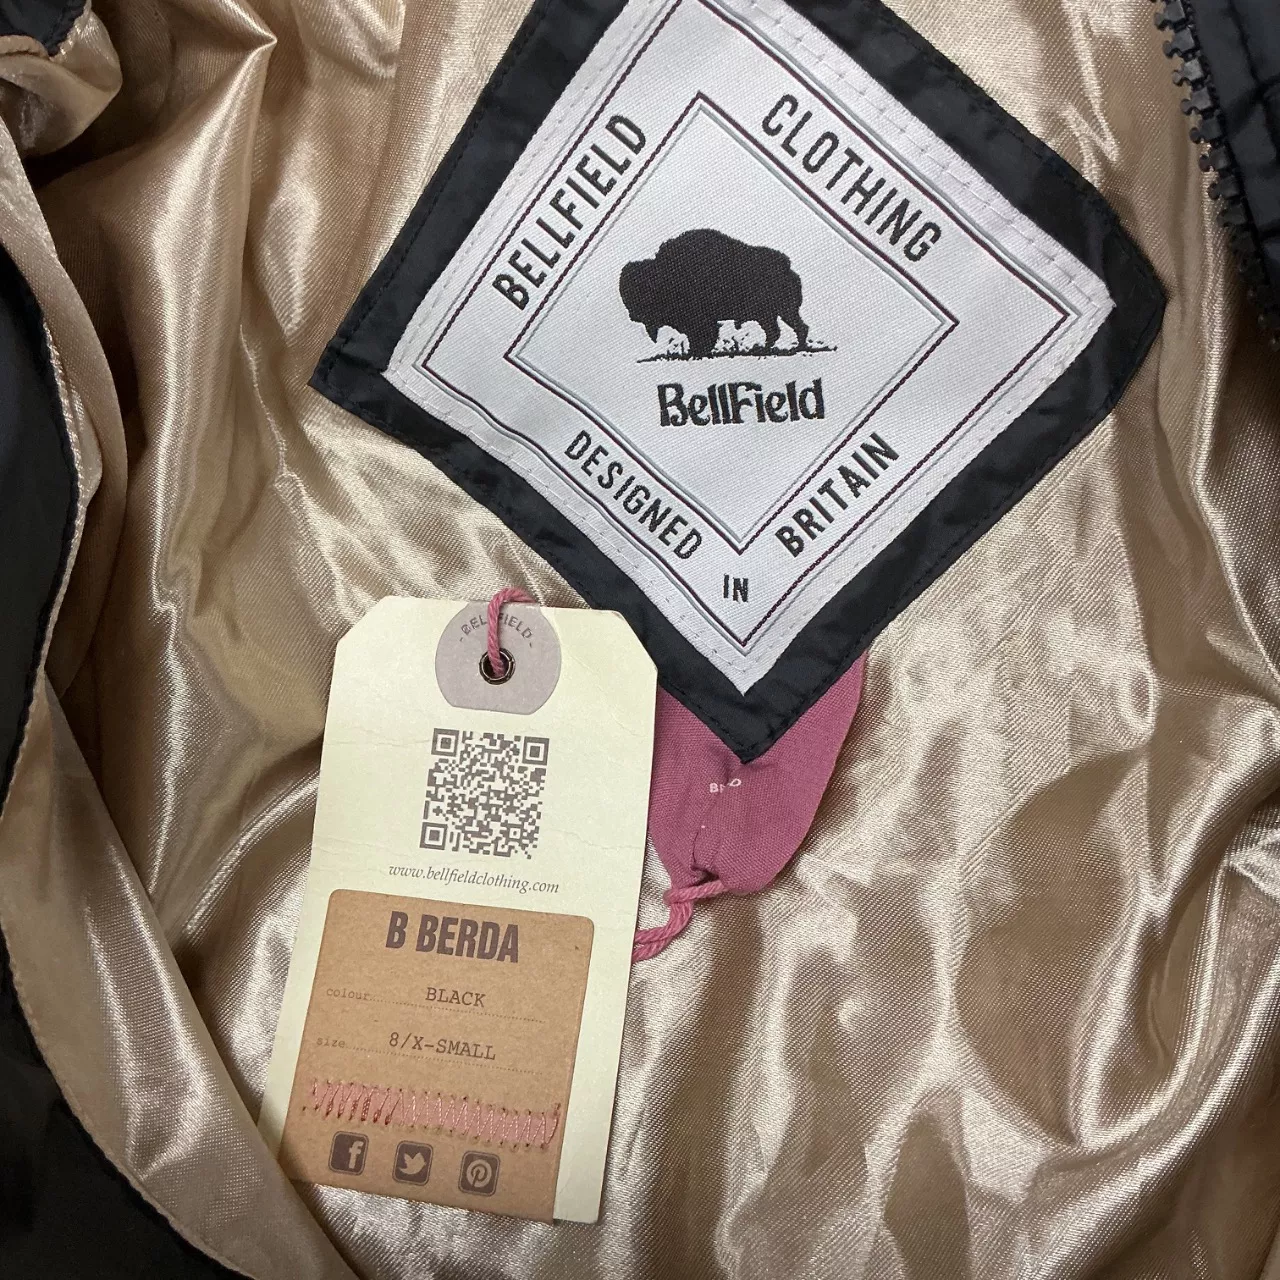 BELLFIELD
CLOTHING
BellField
DESIGNED
IN
BRITAIN
-BELLFIELD-
www.bellfieldclothing.com
B BERDA
colour BLACK
size 8/X-SMALL